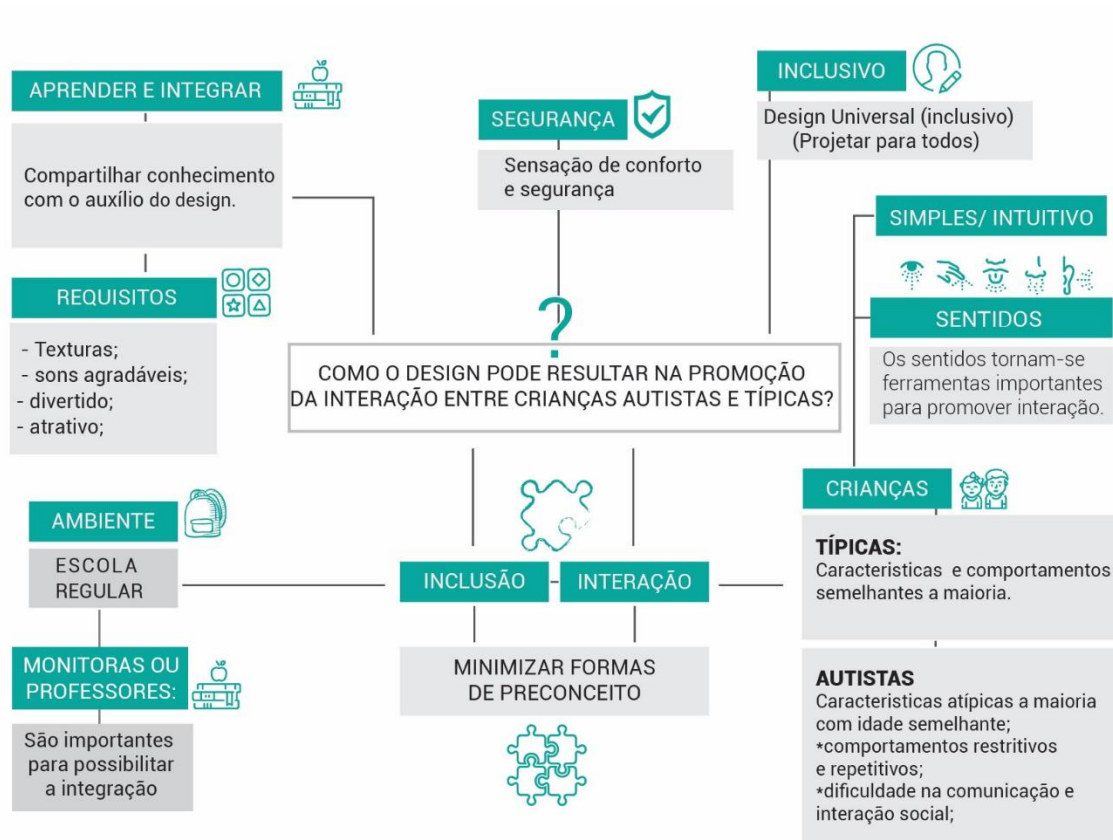 APRENDER E INTEGRAR
Compartilhar conhecimento
com o auxílio do design.
REQUISITOS
- Texturas;
- sons agradáveis;
- divertido;
- atrativo;
SEGURANÇA
Sensação de conforto
e segurança
INCLUSIVO
Design Universal (inclusivo)
(Projetar para todos)
SIMPLES/ INTUITIVO
SENTIDOS
Os sentidos tornam-se
ferramentas importantes
para promover interação.
?
COMO O DESIGN PODE RESULTAR NA PROMOÇÃO
DA INTERAÇÃO ENTRE CRIANÇAS AUTISTAS E TÍPICAS?
AMBIENTE
ESCOLA
REGULAR
MONITORAS OU
PROFESSORES:
São importantes
para possibilitar
a integração
INCLUSÃO
INTERAÇÃO
MINIMIZAR FORMAS
DE PRECONCEITO
CRIANÇAS
TÍPICAS:
Caracteristicas e comportamentos
semelhantes a maioria.
AUTISTAS
Caracteristicas atípicas a maioria
com idade semelhante;
*comportamentos restritivos
e repetitivos;
*dificuldade na comunicação e
interação social;